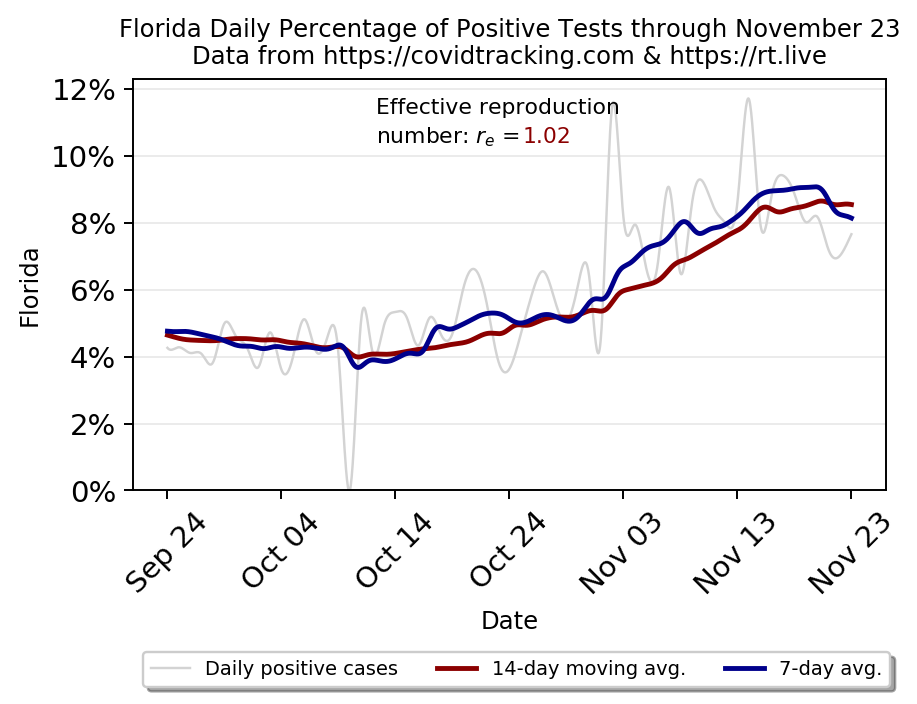 Florida Daily Percentage of Positive Tests through November 23
Data from https://covidtracking.com & https://rt.live
12%
10%
8%
6%
4%
2%
0%
Florida
Effective reproduction
number: rₑ =1.02
Sep 24
Oct 04
Oct 14
Oct 24
Nov 03
Nov 13
Nov 23
Date
Daily positive cases
14-day moving avg.
7-day avg.